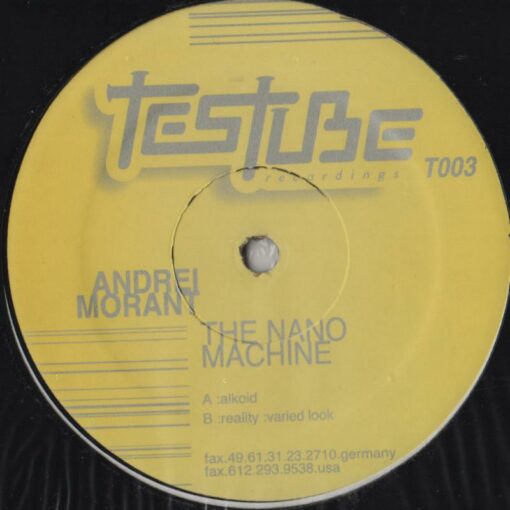 TESTUBE
recordings
T003
ANDREI
MORANT
THE NANO
MACHINE
A :alkoid
B :reality :varied look
fax.49.61.31.23.2710.germany
fax.612.293.9538.usa